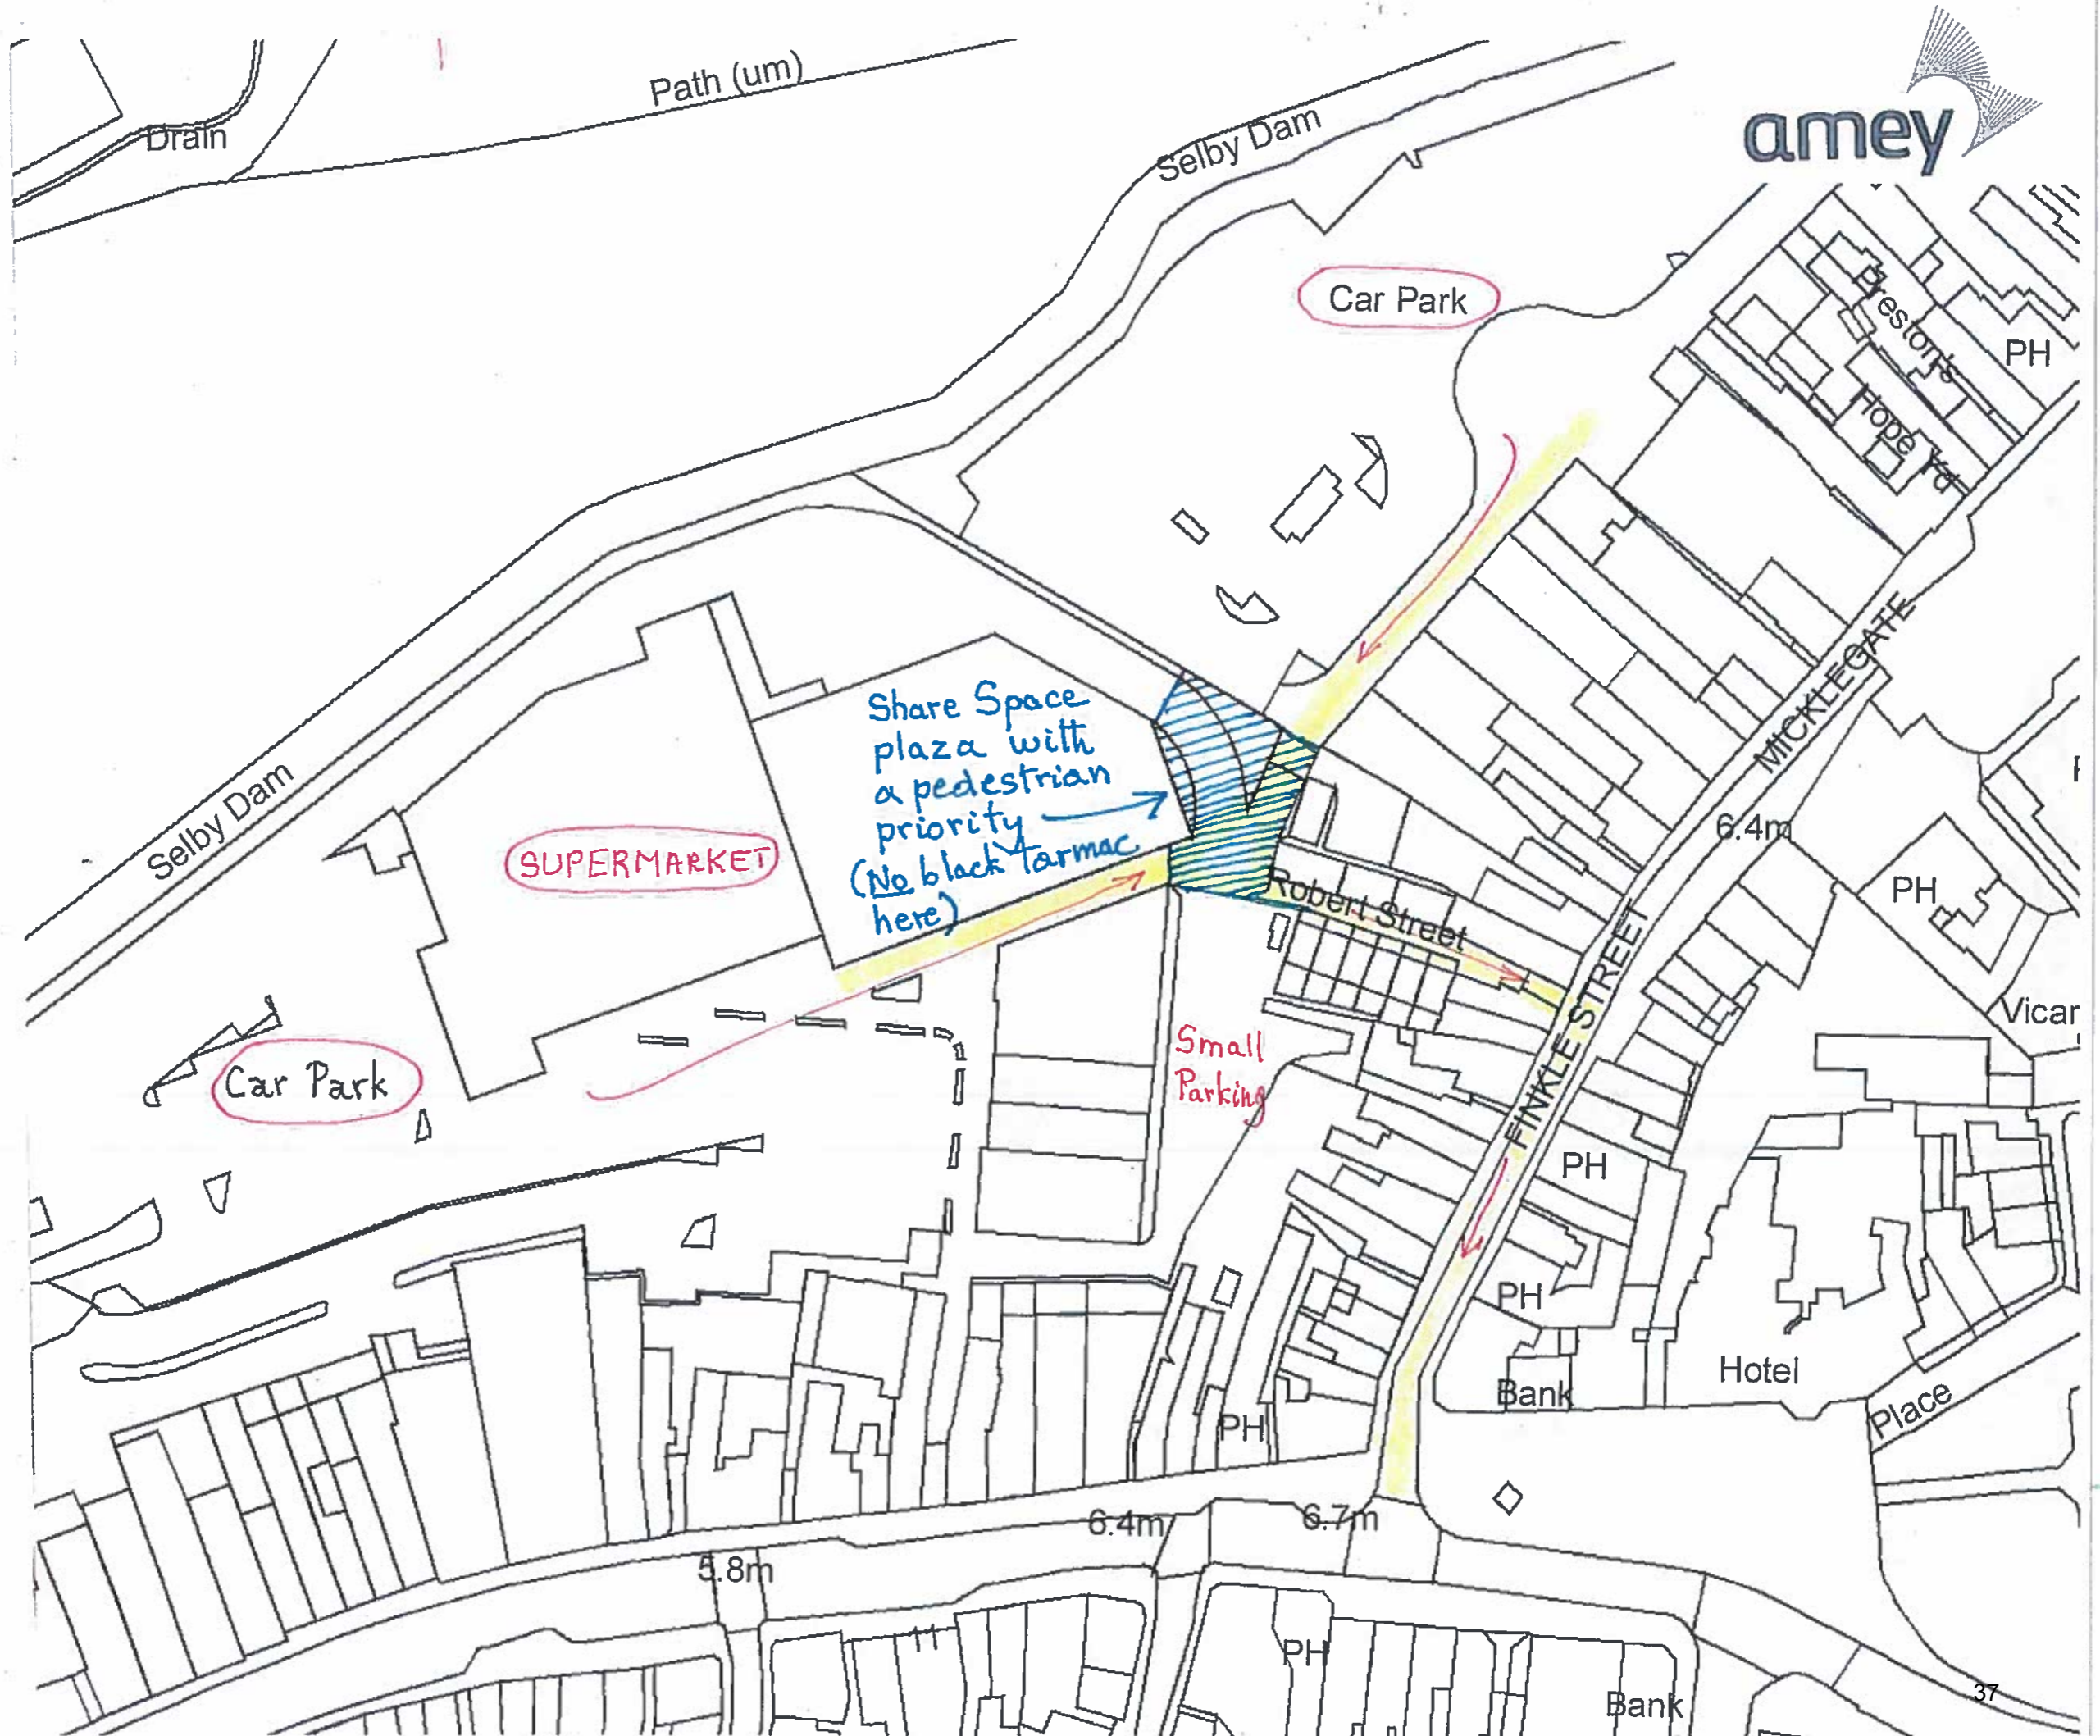 Path (um)
Drain
Selby Dam
amey
Car Park
Preston's
PH
Hope Yd
MICKLEGATE
Share Space
plaza with
a pedestrian
priority
(No black Tarmac
here)
Selby Dam
SUPERMARKET
6.4m
PH
Robert Street
FINKLE STREET
Vicar
Small
Parking
Car Park
PH
PH
Hotel
Bank
Place
PH
6.4m
6.7m
5.8m
11
PH
Bank
37